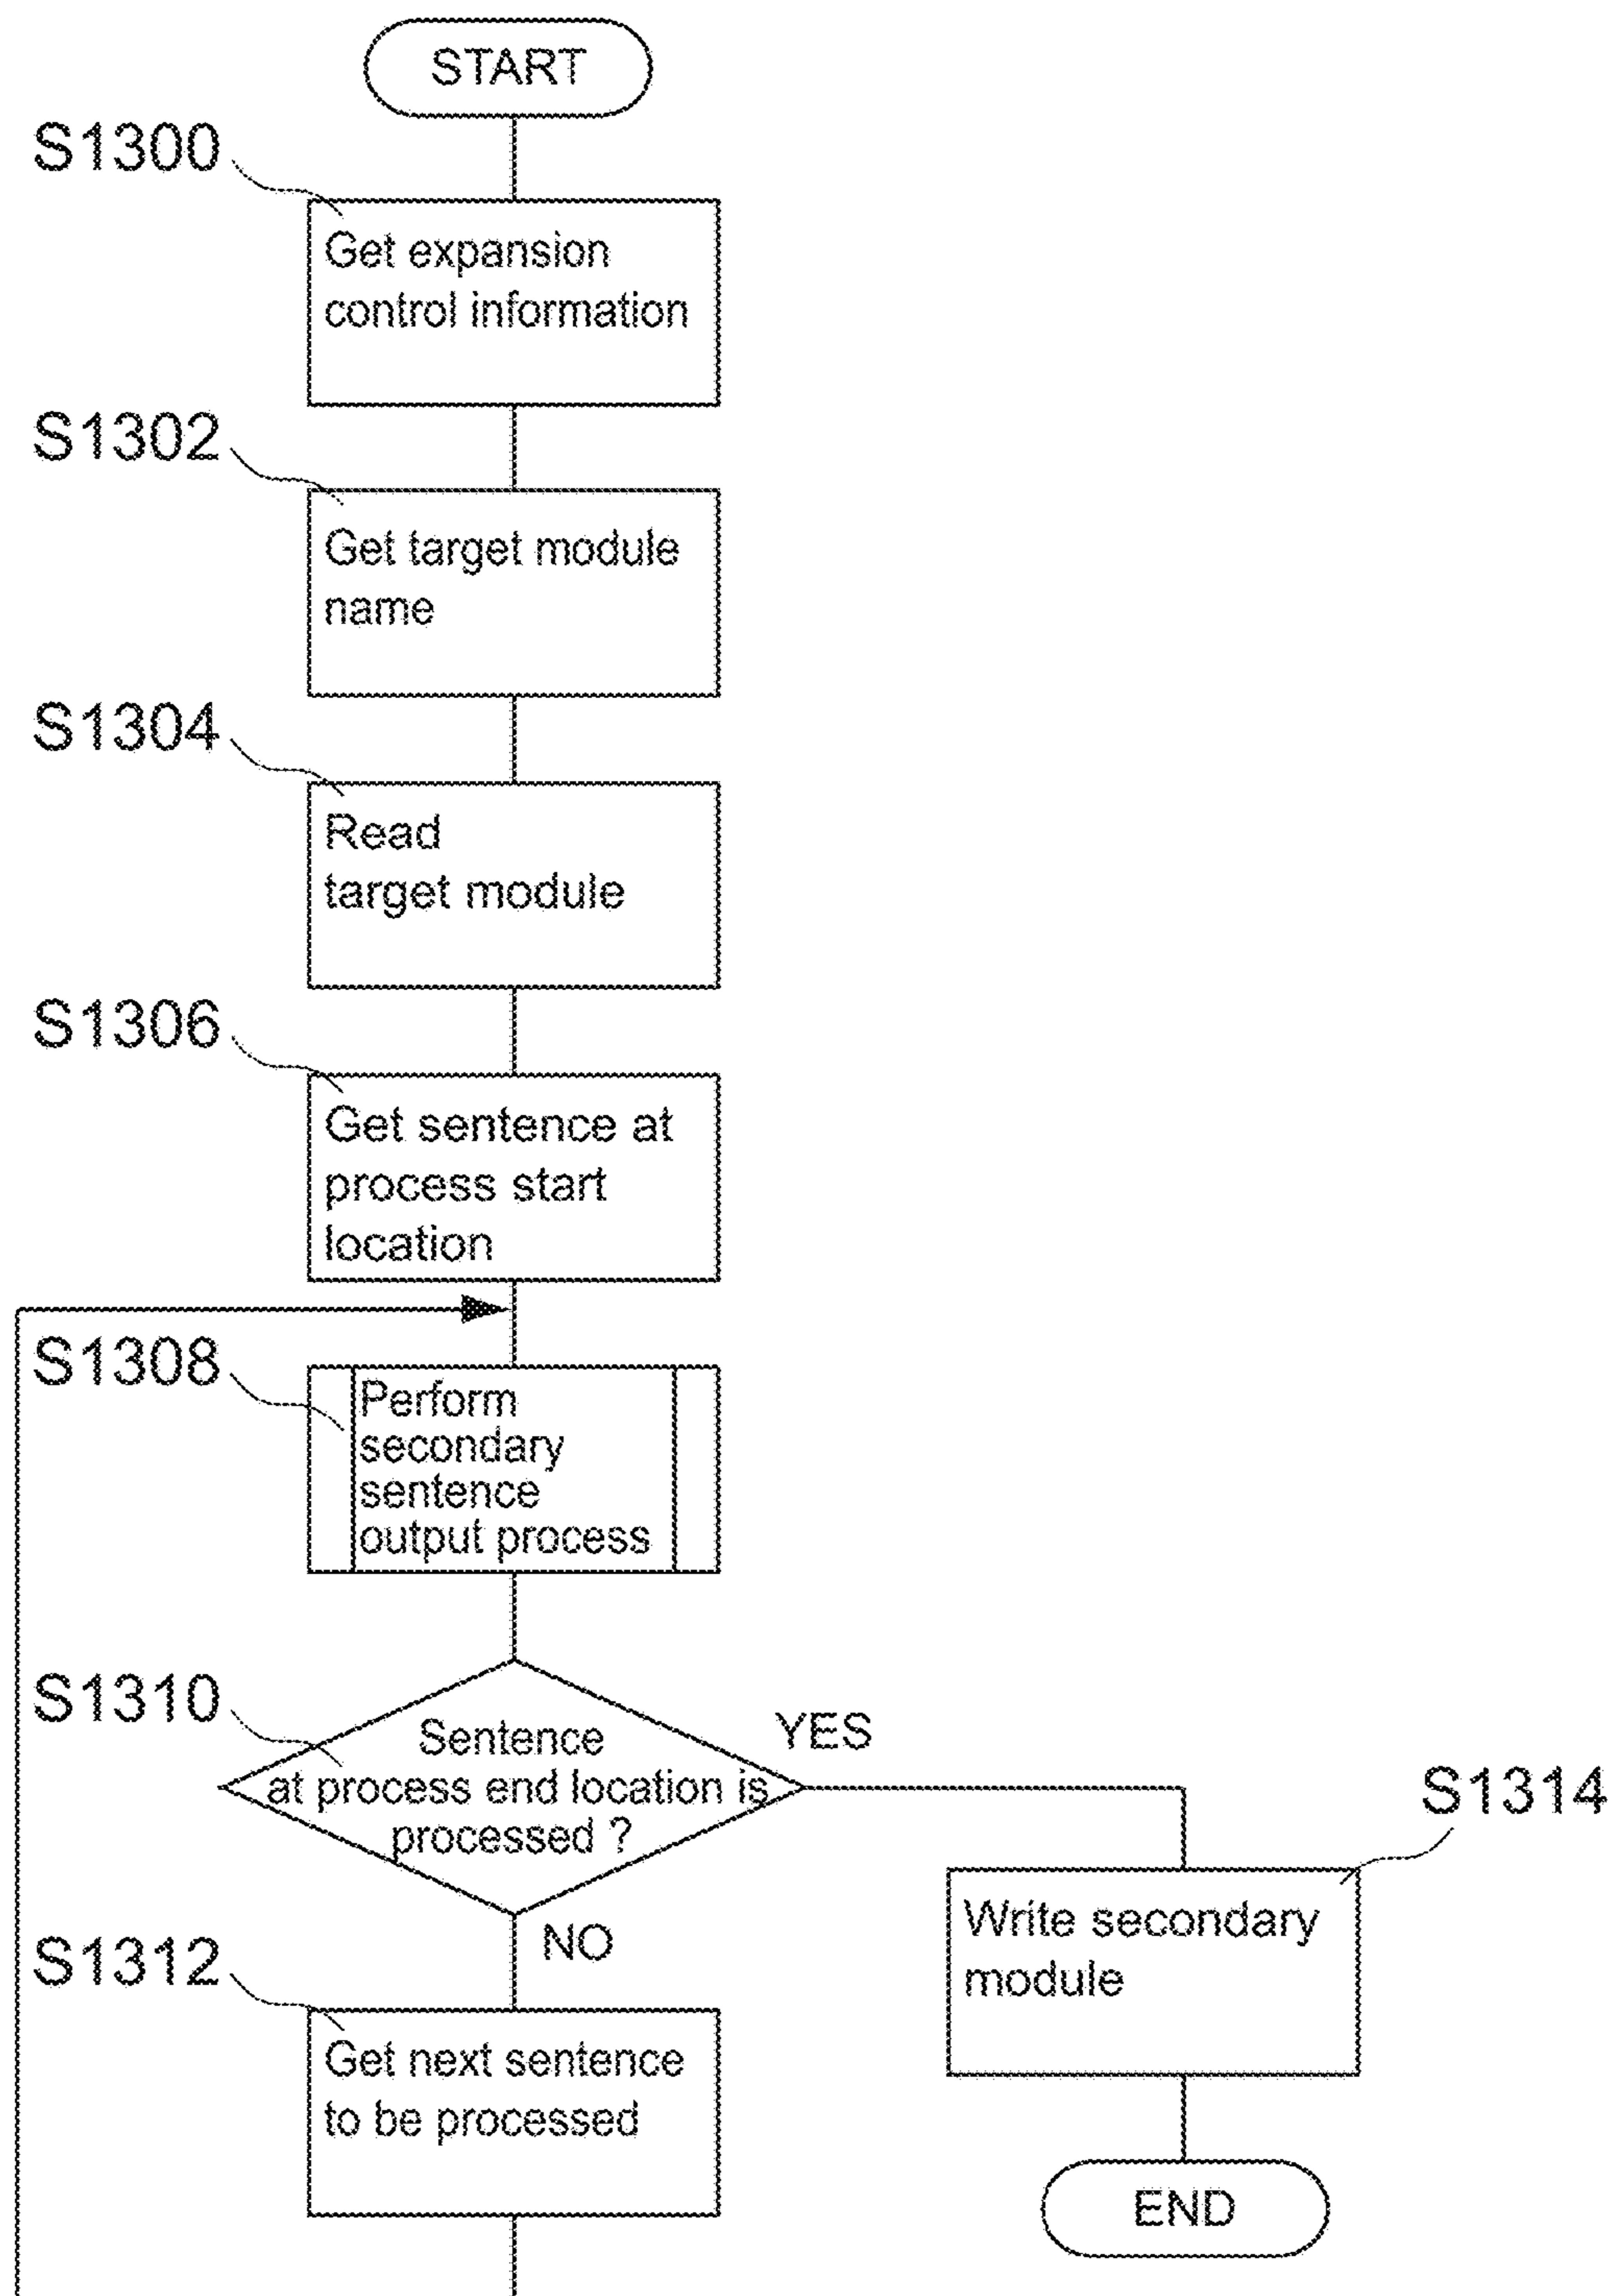 START
S1300
Get expansion
control information
S1302
Get target module
name
S1304
Read
target module
S1306
Get sentence at
process start
location
S1308
Perform
secondary
sentence
output process
S1310
Sentence
at process end location is
processed ?
YES
NO
S1314
Write secondary
module
S1312
Get next sentence
to be processed
END